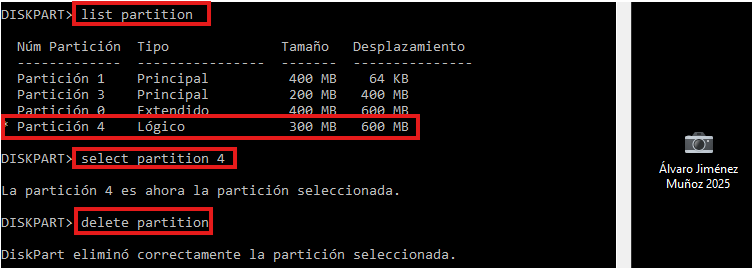 DISKPART> list partition
Núm Partición  Tipo              Tamaño   Desplazamiento
-------------  ----------------  -------  ---------------
Partición 1    Principal          400 MB    64 KB
Partición 3    Principal          200 MB   400 MB
Partición 0    Extendido          400 MB   600 MB
* Partición 4    Lógico             300 MB   600 MB
DISKPART> select partition 4
La partición 4 es ahora la partición seleccionada.
DISKPART> delete partition
DiskPart eliminó correctamente la partición seleccionada.
Álvaro Jiménez
Muñoz 2025